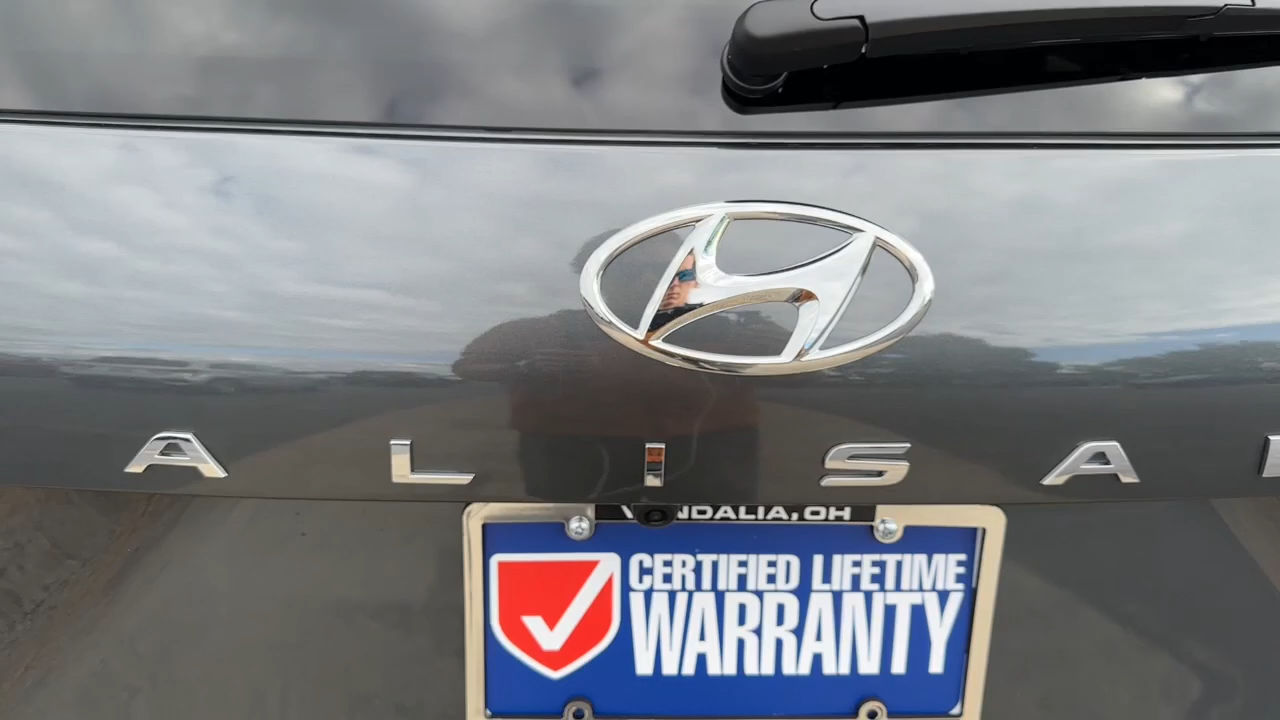 A L I S A
VANDALIA, OH
CERTIFIED LIFETIME
WARRANTY